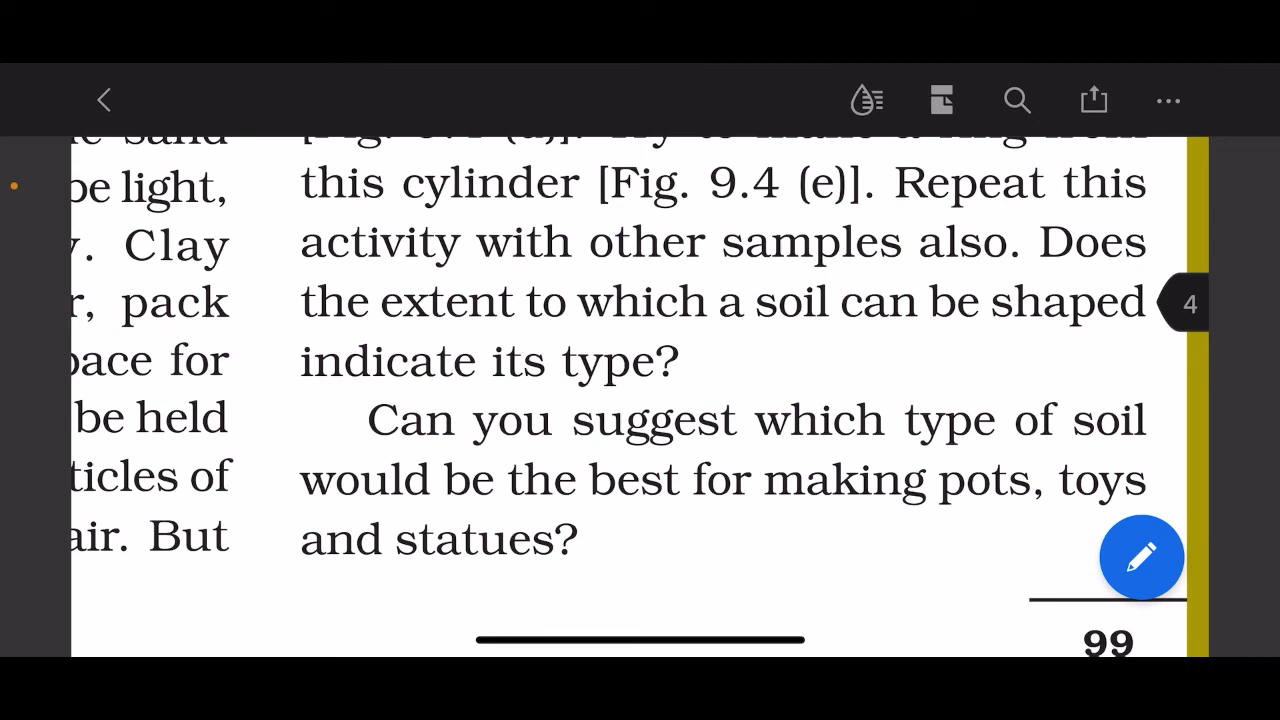 be light,
. Clay
, pack
ace for
be held
ticles of
air. But
this cylinder [Fig. 9.4 (e)]. Repeat this
activity with other samples also. Does
the extent to which a soil can be shaped
indicate its type?
Can you suggest which type of soil
would be the best for making pots, toys
and statues?
4
99